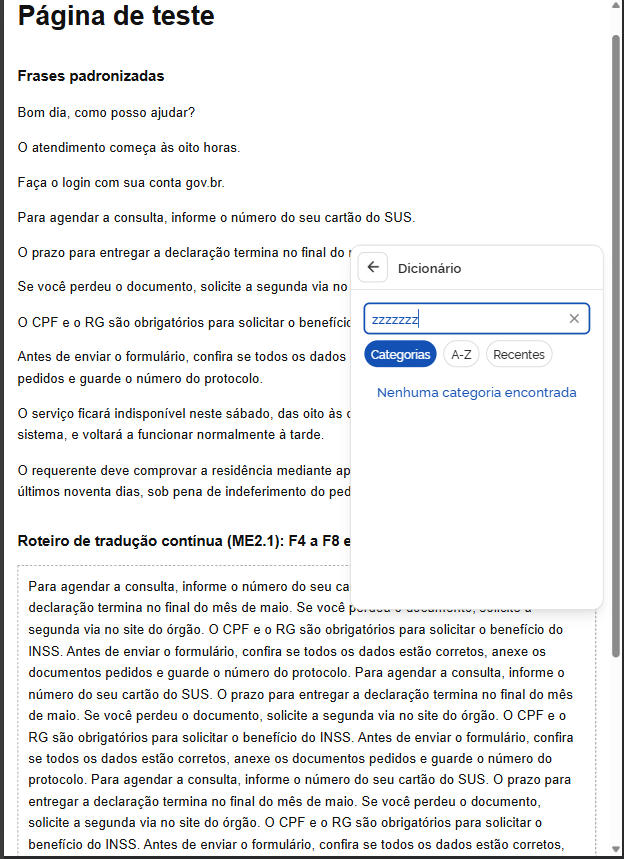 Página de teste
Frases padronizadas
Bom dia, como posso ajudar?
O atendimento começa às oito horas.
Faça o login com sua conta gov.br.
Para agendar a consulta, informe o número do seu cartão do SUS.
O prazo para entregar a declaração termina no final do
Se você perdeu o documento, solicite a segunda via no
O CPF e o RG são obrigatórios para solicitar o benefício
Antes de enviar o formulário, confira se todos os dados
pedidos e guarde o número do protocolo.
O serviço ficará indisponível neste sábado, das oito às
sistema, e voltará a funcionar normalmente à tarde.
O requerente deve comprovar a residência mediante
últimos noventa dias, sob pena de indeferimento do
Dicionário
zzzzzzz
Categorias
A-Z
Recentes
Nenhuma categoria encontrada
Roteiro de tradução contínua (ME2.1): F4 a F8
Para agendar a consulta, informe o número do seu
declaração termina no final do mês de maio. Se você perdeu o documento, solicite a
segunda via no site do órgão. O CPF e o RG são obrigatórios para solicitar o benefício do
INSS. Antes de enviar o formulário, confira se todos os dados estão corretos, anexe os
documentos pedidos e guarde o número do protocolo. Para agendar a consulta, informe o
número do seu cartão do SUS. O prazo para entregar a declaração termina no final do mês
de maio. Se você perdeu o documento, solicite a segunda via no site do órgão. O CPF e o
RG são obrigatórios para solicitar o benefício do INSS. Antes de enviar o formulário, confira
se todos os dados estão corretos, anexe os documentos pedidos e guarde o número do
protocolo. Para agendar a consulta, informe o número do seu cartão do SUS. O prazo para
entregar a declaração termina no final do mês de maio. Se você perdeu o documento,
solicite a segunda via no site do órgão. O CPF e o RG são obrigatórios para solicitar o
benefício do INSS. Antes de enviar o formulário, confira se todos os dados estão corretos,